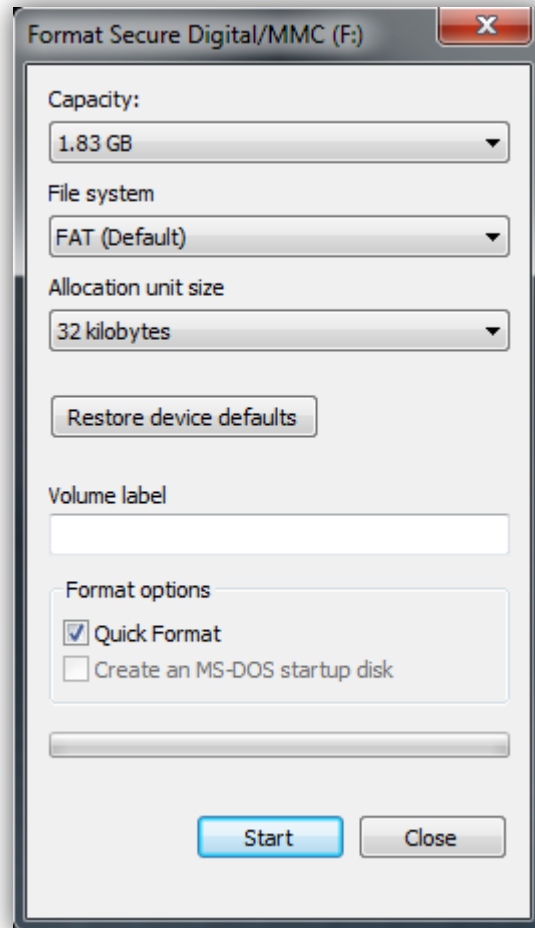 Format Secure Digital/MMC (F:)
Capacity:
1.83 GB
File system
FAT (Default)
Allocation unit size
32 kilobytes
Restore device defaults
Volume label
Format options
Quick Format
Create an MS-DOS startup disk
Start
Close